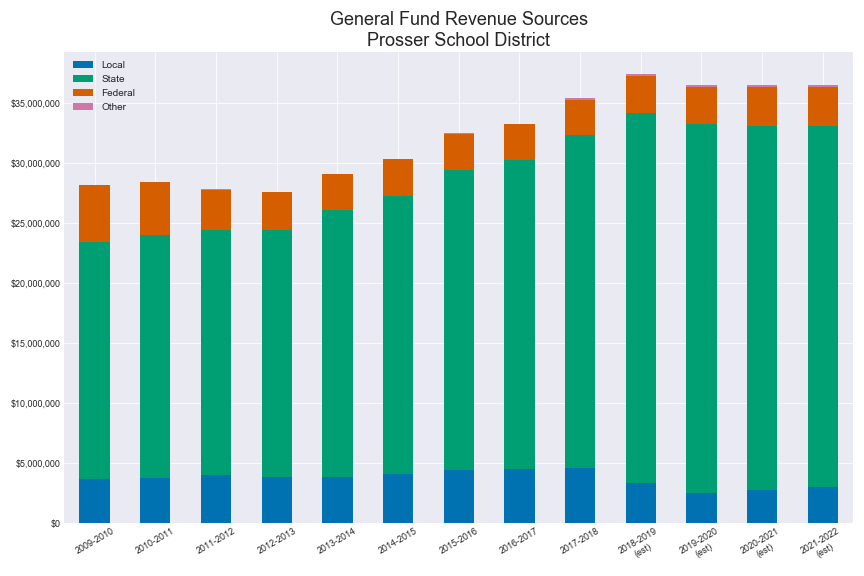 General Fund Revenue Sources
Prosser School District
Local
State
Federal
Other
$35,000,000
$30,000,000
$25,000,000
$20,000,000
$15,000,000
$10,000,000
$5,000,000
$0
2009-2010
2010-2011
2011-2012
2012-2013
2013-2014
2014-2015
2015-2016
2016-2017
2017-2018
2018-2019
(est)
2019-2020
(est)
2020-2021
(est)
2021-2022
(est)